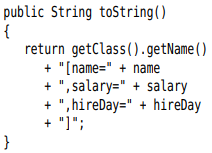 public String toString()
{
   return getClass().getName()
      + "[name=" + name
      + ",salary=" + salary
      + ",hireDay=" + hireDay
      + "]";
}